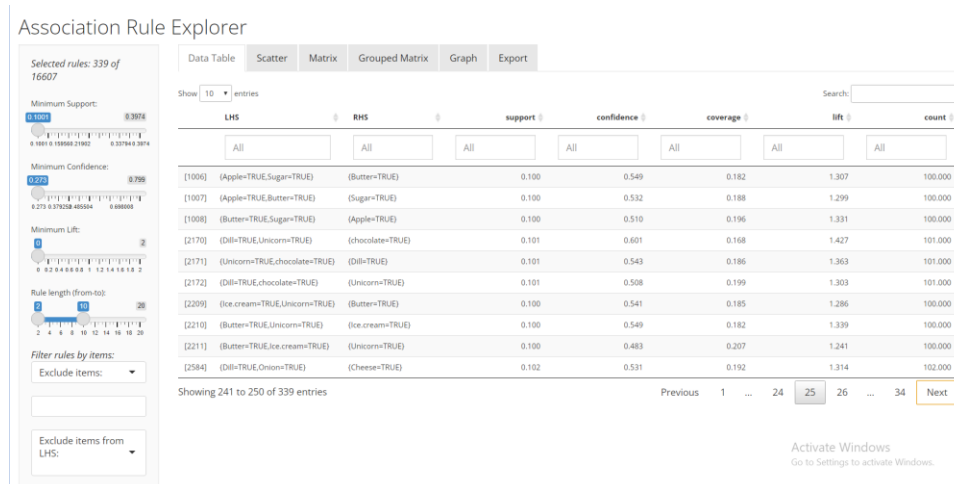 Association Rule Explorer
Selected rules: 339 of
16607
Minimum Support:
0.1001 0.3974
0.1001 0.21902 0.3974
Minimum Confidence:
0.273 0.799
0.273
Minimum Lift:
0 2
0 0.2 0.4 0.6 0.8 1 1.2 1.4 1.6 1.8 2
Rule length (from-to):
2 10 20
2 4 6 8 10 12 14 16 18 20
Filter rules by items:
Exclude items:
Exclude items from
LHS:
Data Table Scatter Matrix Grouped Matrix Graph Export
Show 10 entries Search:
LHS RHS support confidence coverage lift count
All All All All All All All
[1006] {Apple=TRUE,Sugar=TRUE} {Butter=TRUE} 0.100 0.549 0.182 1.307 100.000
[1007] {Apple=TRUE,Butter=TRUE} {Sugar=TRUE} 0.100 0.532 0.188 1.299 100.000
[1008] {Butter=TRUE,Sugar=TRUE} {Apple=TRUE} 0.100 0.510 0.196 1.331 100.000
[2170] {Dill=TRUE,Unicorn=TRUE} {chocolate=TRUE} 0.101 0.601 0.168 1.427 101.000
[2171] {Unicorn=TRUE,chocolate=TRUE} {Dill=TRUE} 0.101 0.543 0.186 1.363 101.000
[2172] {Dill=TRUE,chocolate=TRUE} {Unicorn=TRUE} 0.101 0.508 0.199 1.303 101.000
[2209] {Ice.cream=TRUE,Unicorn=TRUE} {Butter=TRUE} 0.100 0.541 0.185 1.286 100.000
[2210] {Butter=TRUE,Unicorn=TRUE} {Ice.cream=TRUE} 0.100 0.549 0.182 1.339 100.000
[2211] {Butter=TRUE,Ice.cream=TRUE} {Unicorn=TRUE} 0.100 0.483 0.207 1.241 100.000
[2584] {Dill=TRUE,Onion=TRUE} {Cheese=TRUE} 0.102 0.531 0.192 1.314 102.000
Showing 241 to 250 of 339 entries Previous 1 ... 24 25 26 ... 34 Next
Activate Windows
Go to Settings to activate Windows.